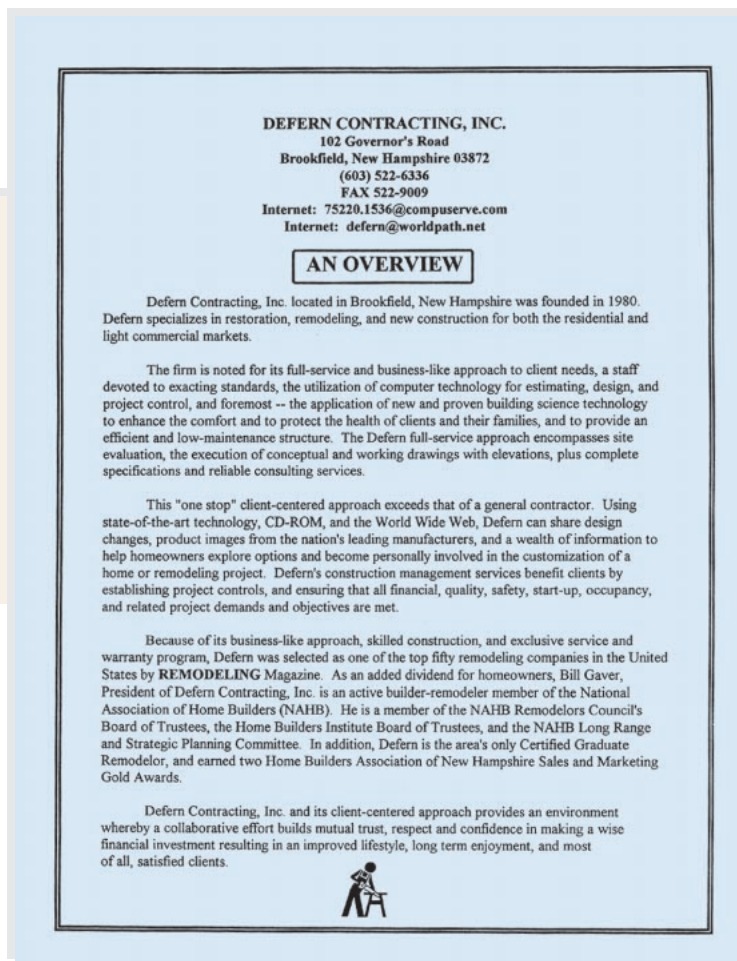 DEFERN CONTRACTING, INC.
102 Governor's Road
Brookfield, New Hampshire 03872
(603) 522-6336
FAX 522-9009
Internet: 75220.1536@compuserve.com
Internet: defern@worldpath.net
AN OVERVIEW
Defern Contracting, Inc. located in Brookfield, New Hampshire was founded in 1980.
Defern specializes in restoration, remodeling, and new construction for both the residential and
light commercial markets.
The firm is noted for its full-service and business-like approach to client needs, a staff
devoted to exacting standards, the utilization of computer technology for estimating, design, and
project control, and foremost -- the application of new and proven building science technology
to enhance the comfort and to protect the health of clients and their families, and to provide an
efficient and low-maintenance structure. The Defern full-service approach encompasses site
evaluation, the execution of conceptual and working drawings with elevations, plus complete
specifications and reliable consulting services.
This "one stop" client-centered approach exceeds that of a general contractor. Using
state-of-the-art technology, CD-ROM, and the World Wide Web, Defern can share design
changes, product images from the nation's leading manufacturers, and a wealth of information to
help homeowners explore options and become personally involved in the customization of a
home or remodeling project. Defern's construction management services benefit clients by
establishing project controls, and ensuring that all financial, quality, safety, start-up, occupancy,
and related project demands and objectives are met.
Because of its business-like approach, skilled construction, and exclusive service and
warranty program, Defern was selected as one of the top fifty remodeling companies in the United
States by REMODELING Magazine. As an added dividend for homeowners, Bill Gaver,
President of Defern Contracting, Inc. is an active builder-remodeler member of the National
Association of Home Builders (NAHB). He is a member of the NAHB Remodelors Council's
Board of Trustees, the Home Builders Institute Board of Trustees, and the NAHB Long Range
and Strategic Planning Committee. In addition, Defern is the area's only Certified Graduate
Remodelor, and earned two Home Builders Association of New Hampshire Sales and Marketing
Gold Awards.
Defern Contracting, Inc. and its client-centered approach provides an environment
whereby a collaborative effort builds mutual trust, respect and confidence in making a wise
financial investment resulting in an improved lifestyle, long term enjoyment, and most
of all, satisfied clients.